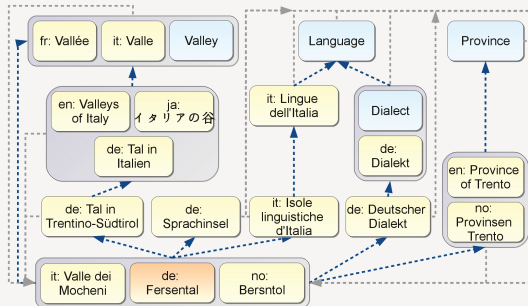 fr: Vallée
it: Valle
Valley
Language
Province
en: Valleys
of Italy
ja:
イタリアの谷
it: Lingue
dell'Italia
Dialect
de: Tal in
Italien
de:
Dialekt
en: Province
of Trento
de: Tal in
Trentino-Südtirol
de:
Sprachinsel
it: Isole
linguistiche
d'Italia
de: Deutscher
Dialekt
no:
Provinsen
Trento
it: Valle dei
Mocheni
de:
Fersental
no:
Bersntol